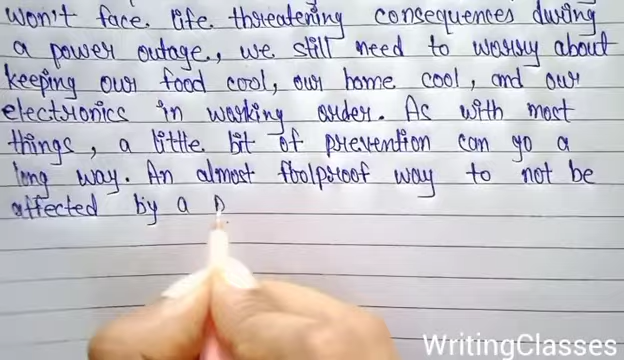 won't face life threatening consequences during
a power outage, we still need to worry about
keeping our food cool, our home cool, and our
electronics in working order. As with most
things, a little bit of prevention can go a
long way. An almost foolproof way to not be
affected by a
WritingClasses